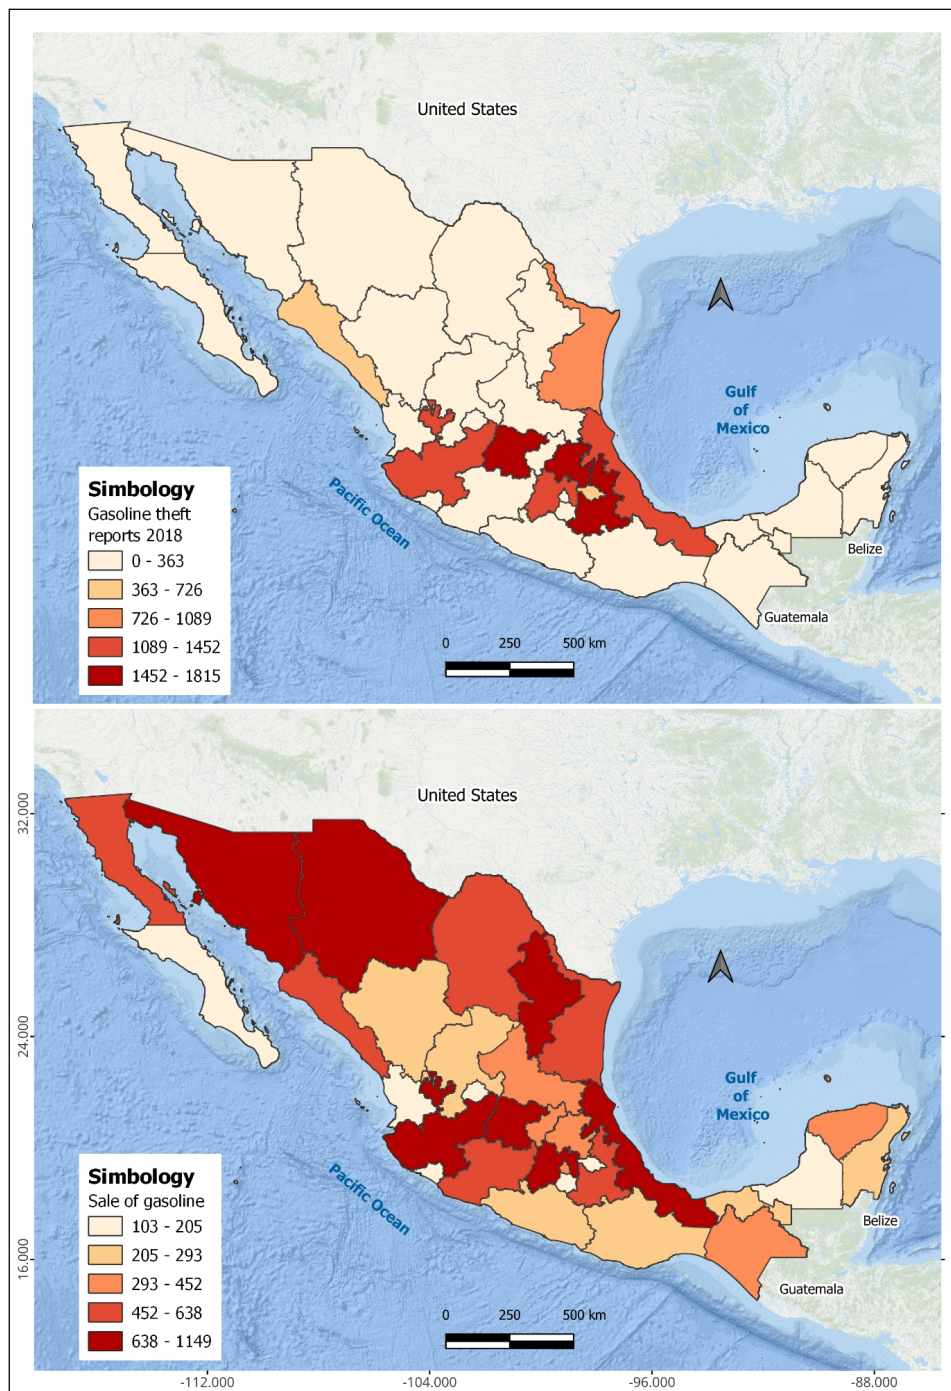 United States
Gulf
of
Mexico
Pacific Ocean
Belize
Guatemala
Simbology
Gasoline theft
reports 2018
0 - 363
363 - 726
726 - 1089
1089 - 1452
1452 - 1815
0 250 500 km
United States
32.000
24.000
16.000
Gulf
of
Mexico
Pacific Ocean
Belize
Guatemala
Simbology
Sale of gasoline
103 - 205
205 - 293
293 - 452
452 - 638
638 - 1149
0 250 500 km
-112.000 -104.000 -96.000 -88.000